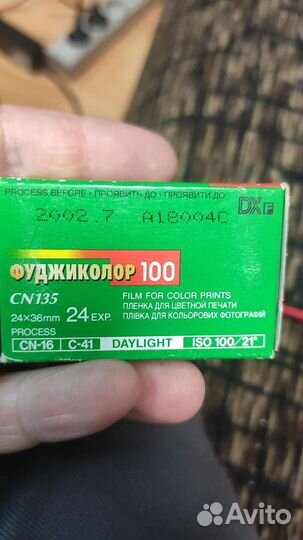 PROCESS BEFORE • ПРОЯВИТЬ ДО • ПРОЯВИТИ ДО
2002.7 A18004C
DXF
ФУДЖИКОЛОР 100
CN135
24×36mm 24 EXP.
FILM FOR COLOR PRINTS
ПЛЕНКА ДЛЯ ЦВЕТНОЙ ПЕЧАТИ
ПЛІВКА ДЛЯ КОЛЬОРОВИХ ФОТОГРАФІЙ
PROCESS
CN-16 C-41 DAYLIGHT ISO 100/21°
Avito